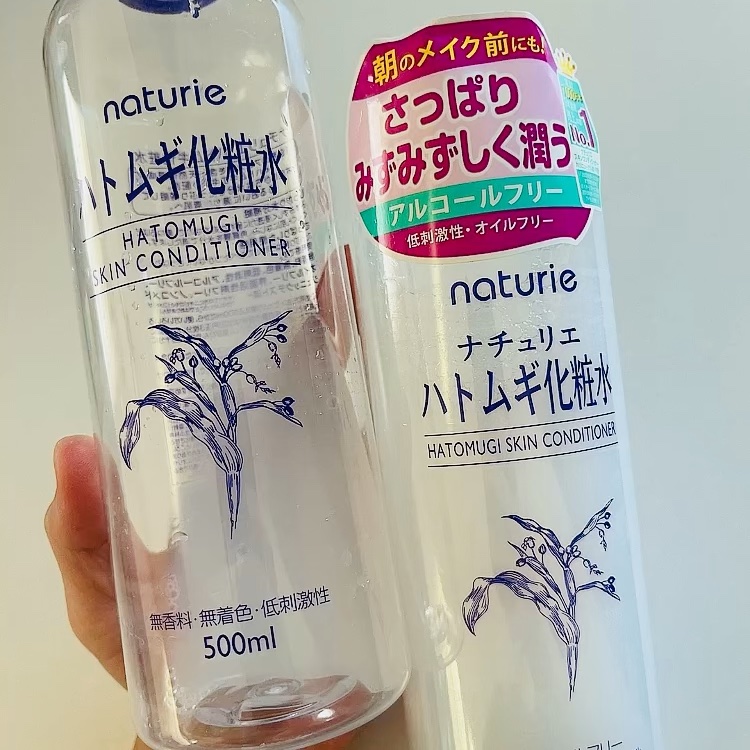 naturie
ハトムギ化粧水
HATOMUGI
SKIN CONDITIONER
無香料・無着色・低刺激性
500ml
朝のメイク前にも!
さっぱり
みずみずしく潤う
アルコールフリー
低刺激性・オイルフリー
No.1
naturie
ナチュリエ
ハトムギ化粧水
HATOMUGI SKIN CONDITIONER